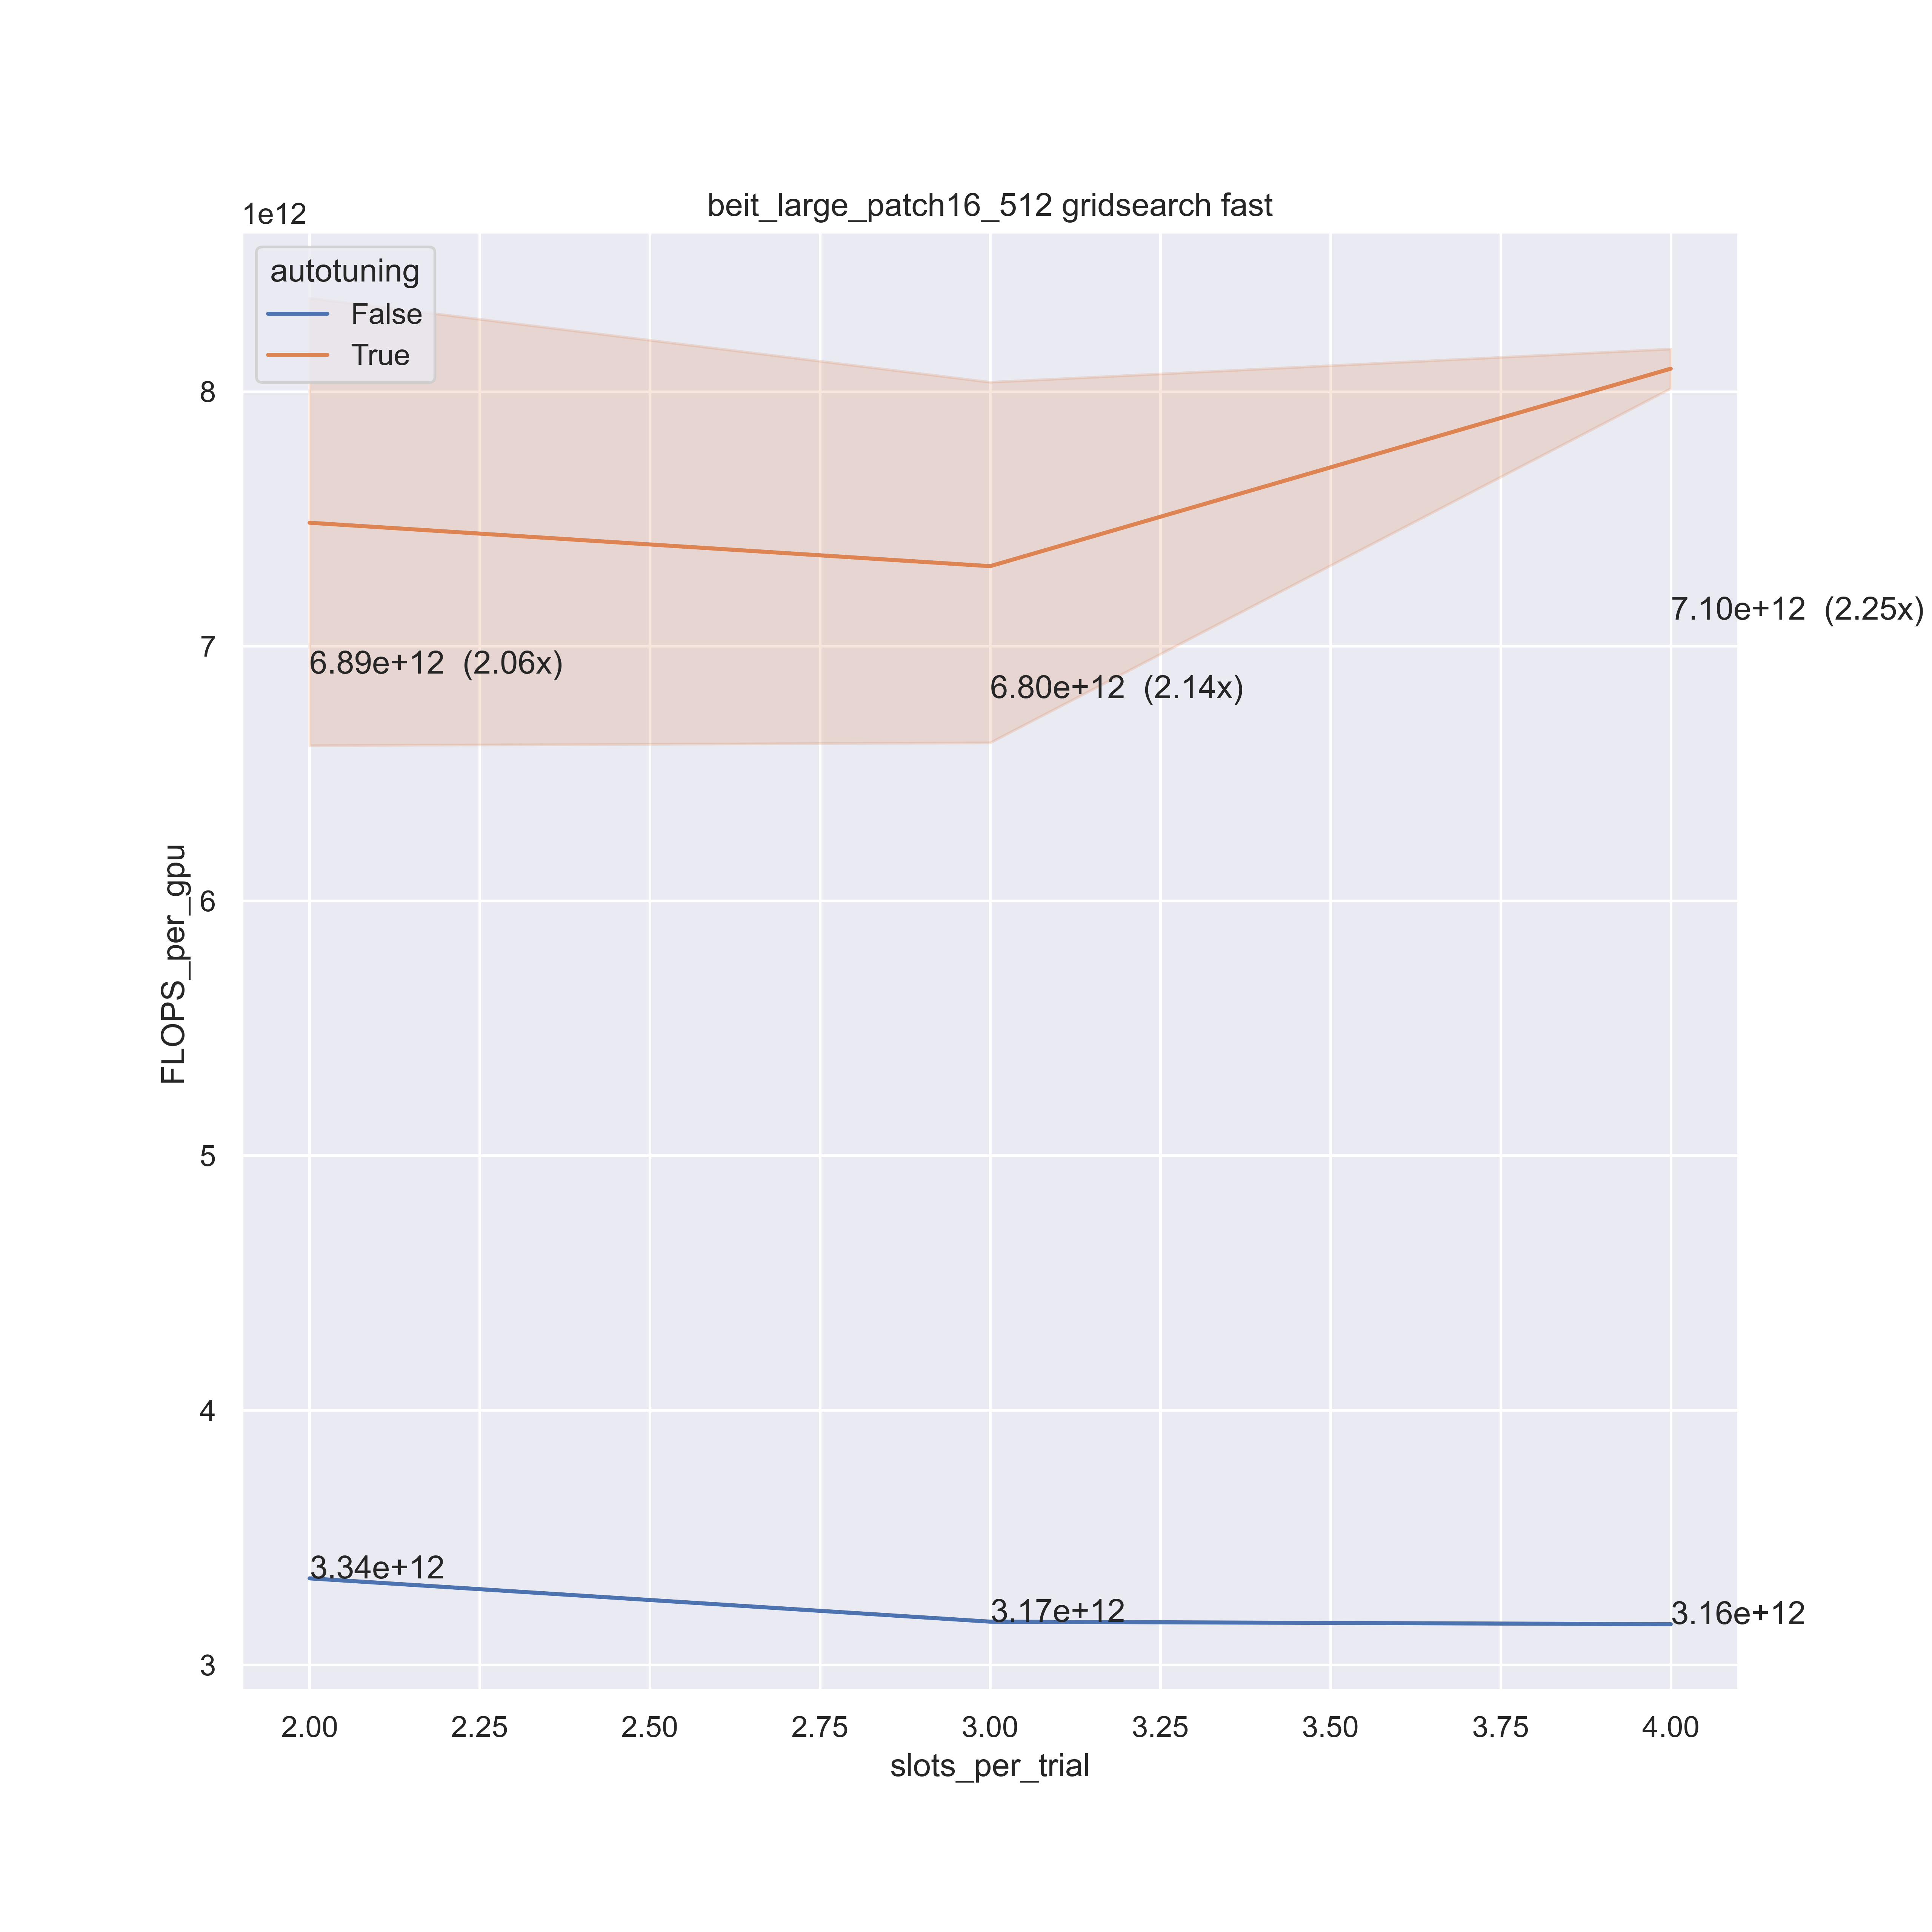 beit_large_patch16_512 gridsearch fast
1e12
autotuning
False
True
8
7
6
5
4
3
FLOPS_per_gpu
7.10e+12 (2.25x)
6.89e+12 (2.06x)
6.80e+12 (2.14x)
3.34e+12
3.17e+12
3.16e+12
2.00 2.25 2.50 2.75 3.00 3.25 3.50 3.75 4.00
slots_per_trial